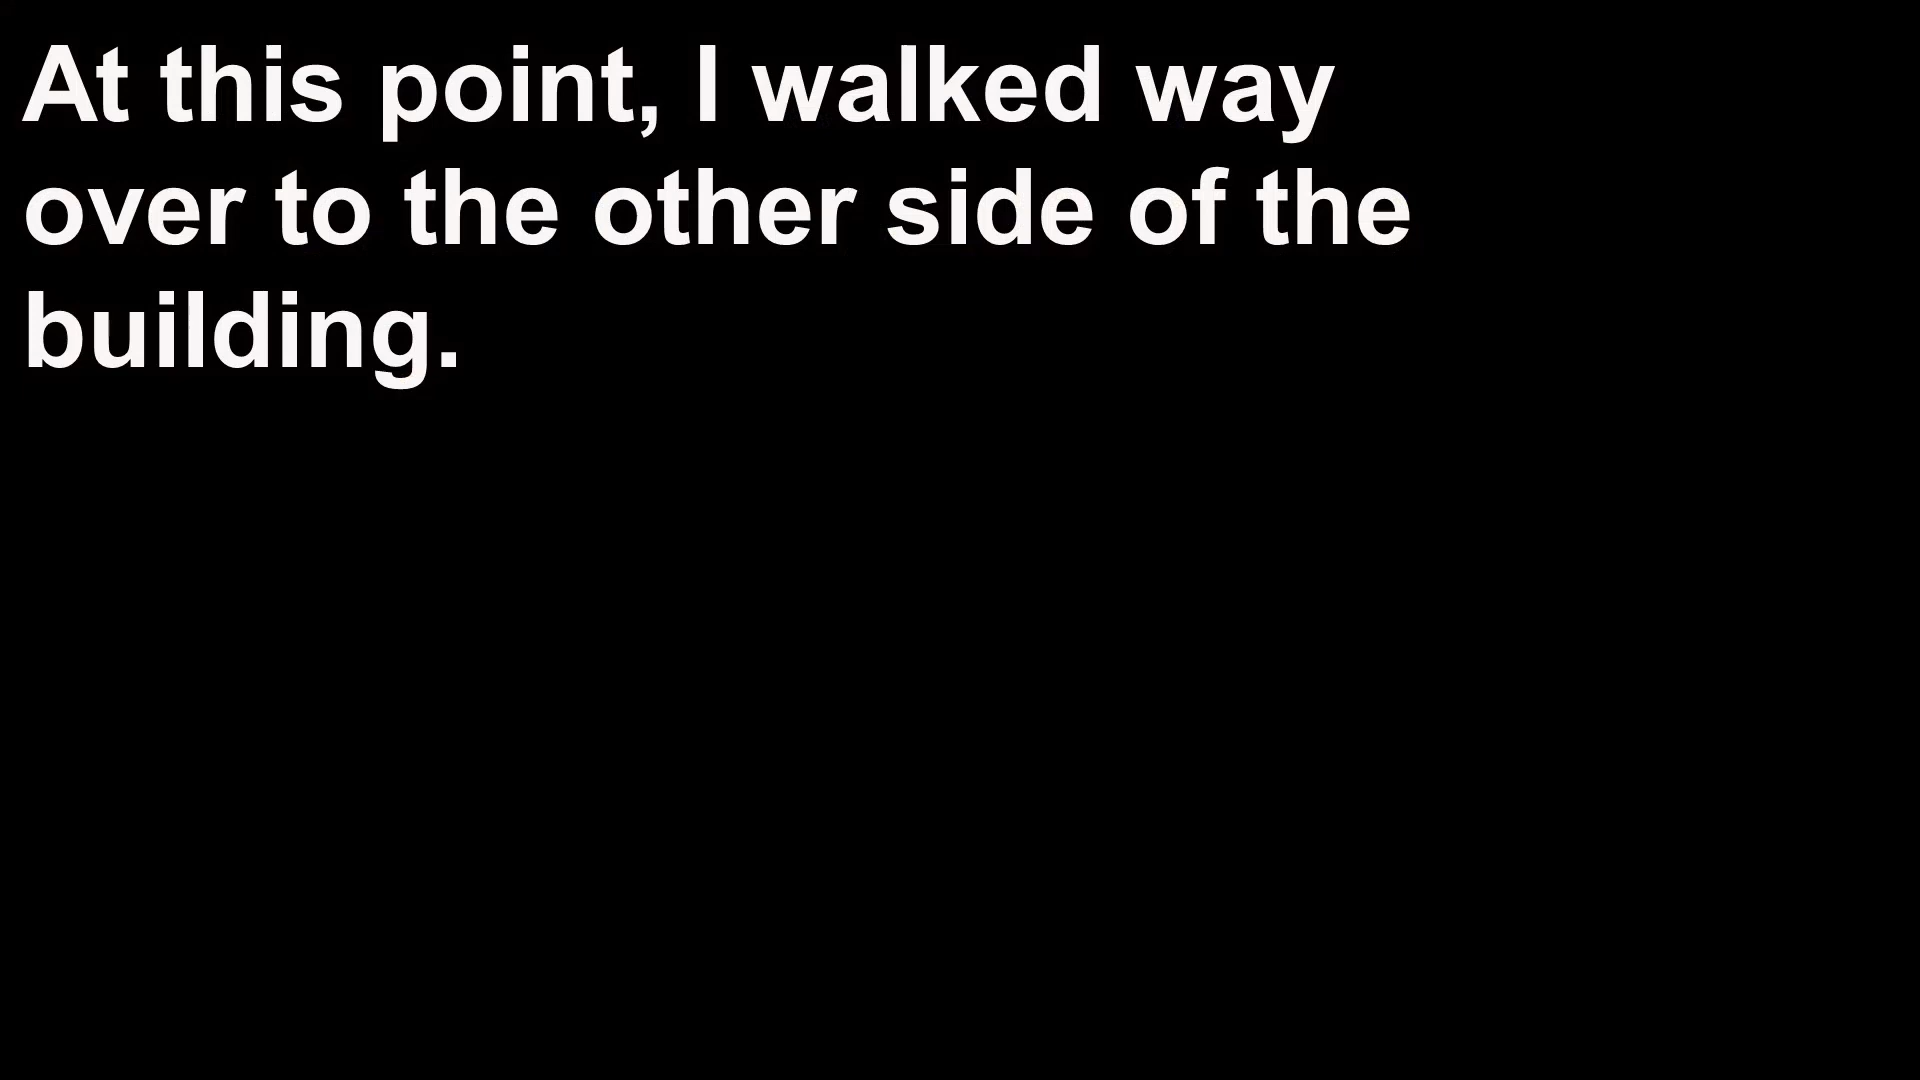 At this point, I walked way
over to the other side of the
building.